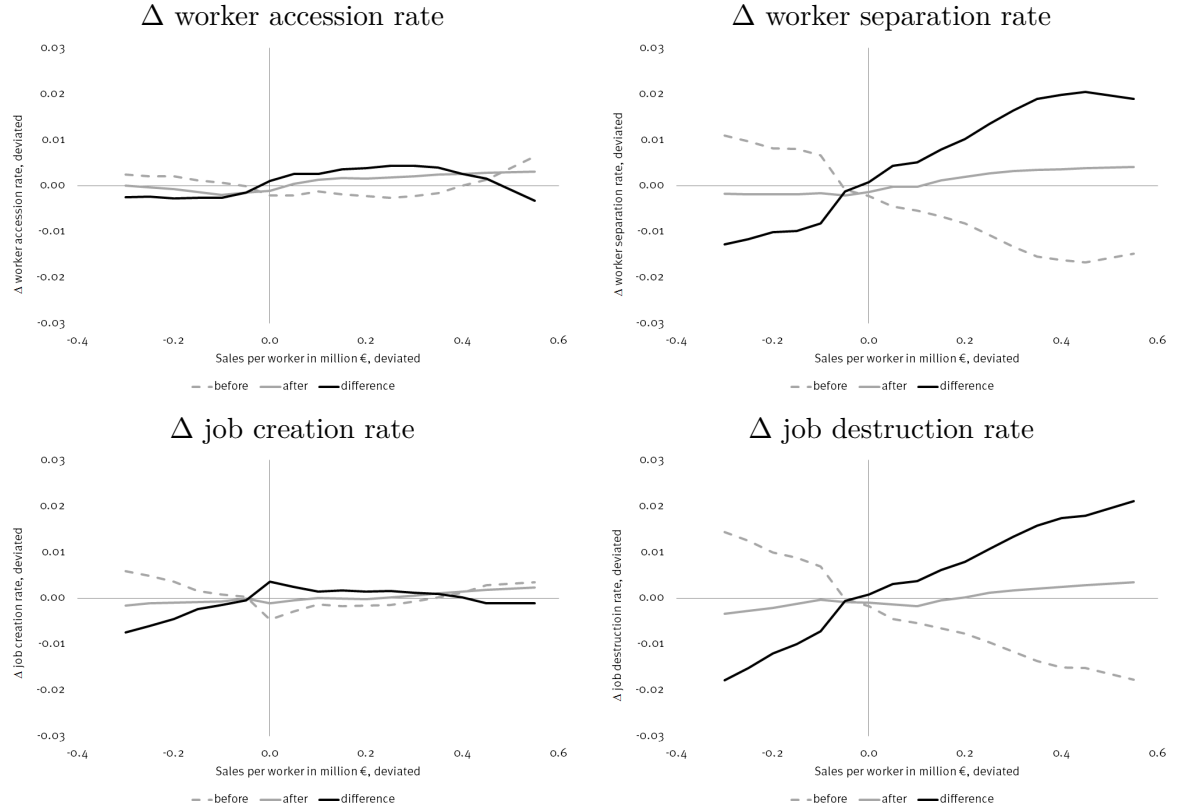 Δ worker accession rate
0.03
0.02
0.01
0.00
-0.01
-0.02
-0.03
-0.4 -0.2 0.0 0.2 0.4 0.6
Δ worker accession rate, deviated
Sales per worker in million €, deviated
before after difference
Δ worker separation rate
0.03
0.02
0.01
0.00
-0.01
-0.02
-0.03
-0.4 -0.2 0.0 0.2 0.4 0.6
Δ worker separation rate, deviated
Sales per worker in million €, deviated
before after difference
Δ job creation rate
0.03
0.02
0.01
0.00
-0.01
-0.02
-0.03
-0.4 -0.2 0.0 0.2 0.4 0.6
Δ job creation rate, deviated
Sales per worker in million €, deviated
before after difference
Δ job destruction rate
0.03
0.02
0.01
0.00
-0.01
-0.02
-0.03
-0.4 -0.2 0.0 0.2 0.4 0.6
Δ job destructioin rate, deviated
Sales per worker in million €, deviated
before after difference